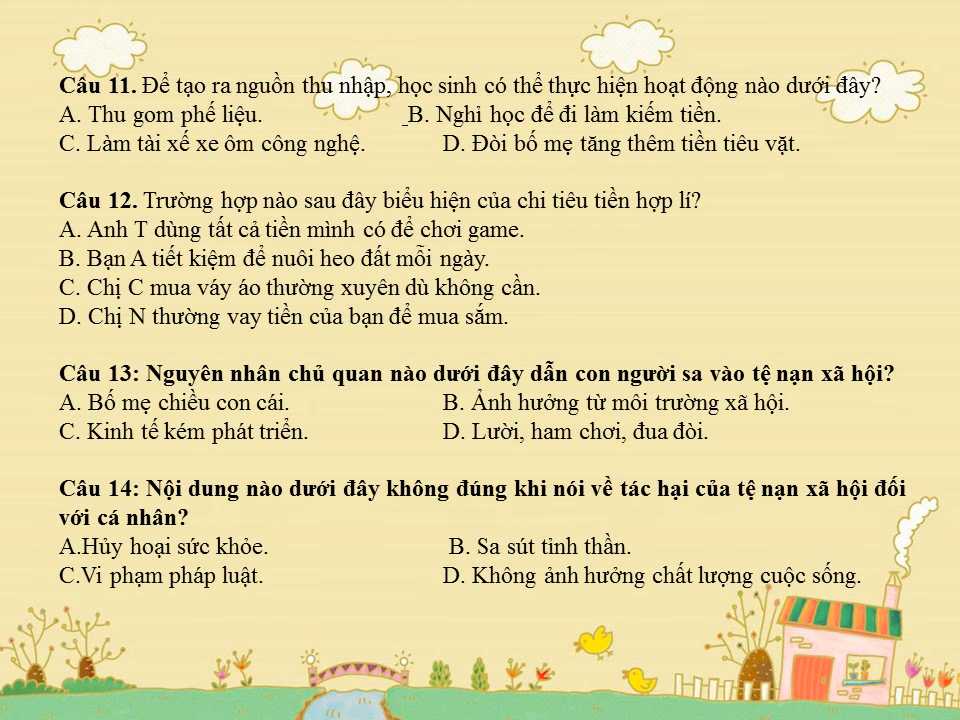 Câu 11. Để tạo ra nguồn thu nhập, học sinh có thể thực hiện hoạt động nào dưới đây?
A. Thu gom phế liệu. B. Nghỉ học để đi làm kiếm tiền.
C. Làm tài xế xe ôm công nghệ. D. Đòi bố mẹ tăng thêm tiền tiêu vặt.
Câu 12. Trường hợp nào sau đây biểu hiện của chi tiêu tiền hợp lí?
A. Anh T dùng tất cả tiền mình có để chơi game.
B. Bạn A tiết kiệm để nuôi heo đất mỗi ngày.
C. Chị C mua váy áo thường xuyên dù không cần.
D. Chị N thường vay tiền của bạn để mua sắm.
Câu 13: Nguyên nhân chủ quan nào dưới đây dẫn con người sa vào tệ nạn xã hội?
A. Bố mẹ chiều con cái. B. Ảnh hưởng từ môi trường xã hội.
C. Kinh tế kém phát triển. D. Lười, ham chơi, đua đòi.
Câu 14: Nội dung nào dưới đây không đúng khi nói về tác hại của tệ nạn xã hội đối
với cá nhân?
A.Hủy hoại sức khỏe. B. Sa sút tỉnh thần.
C.Vi phạm pháp luật. D. Không ảnh hưởng chất lượng cuộc sống.